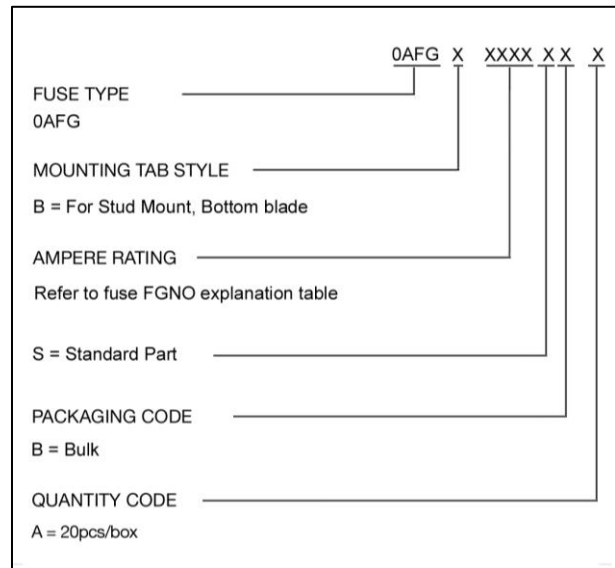 0AFG X XXXX X X X
FUSE TYPE
0AFG
MOUNTING TAB STYLE
B = For Stud Mount, Bottom blade
AMPERE RATING
Refer to fuse FGNO explanation table
S = Standard Part
PACKAGING CODE
B = Bulk
QUANTITY CODE
A = 20pcs/box